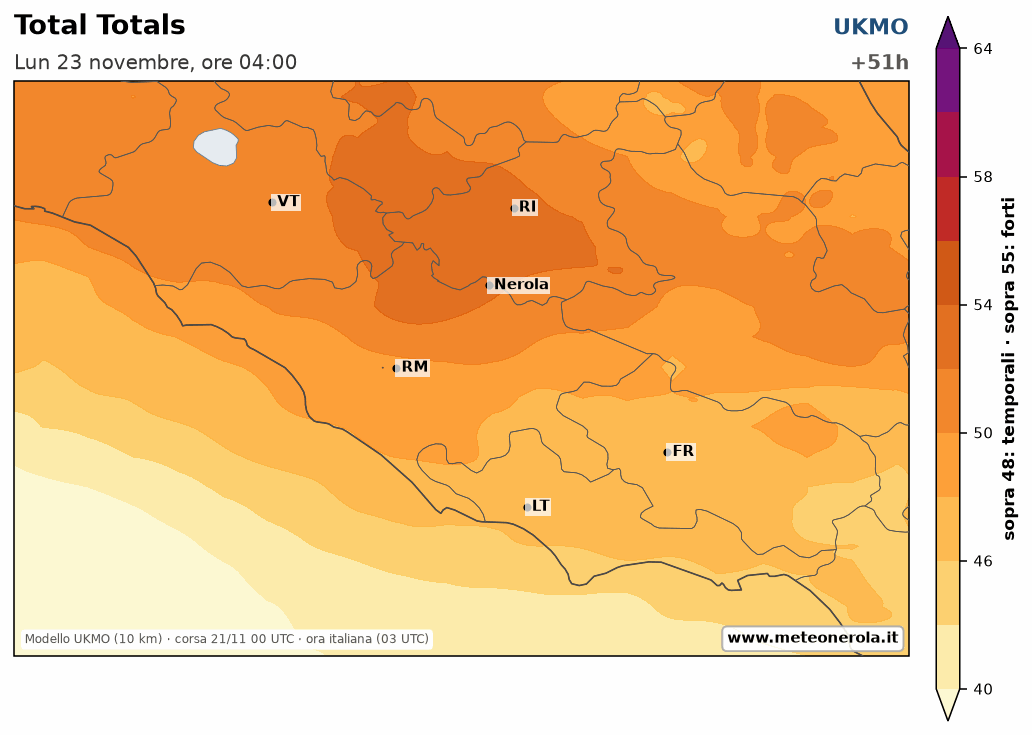 Total Totals
UKMO
Lun 23 novembre, ore 04:00
+51h
64
58
54
50
46
40
sopra 48: temporali · sopra 55: forti
VT
RI
Nerola
RM
FR
LT
Modello UKMO (10 km) · corsa 21/11 00 UTC · ora italiana (03 UTC)
www.meteonerola.it